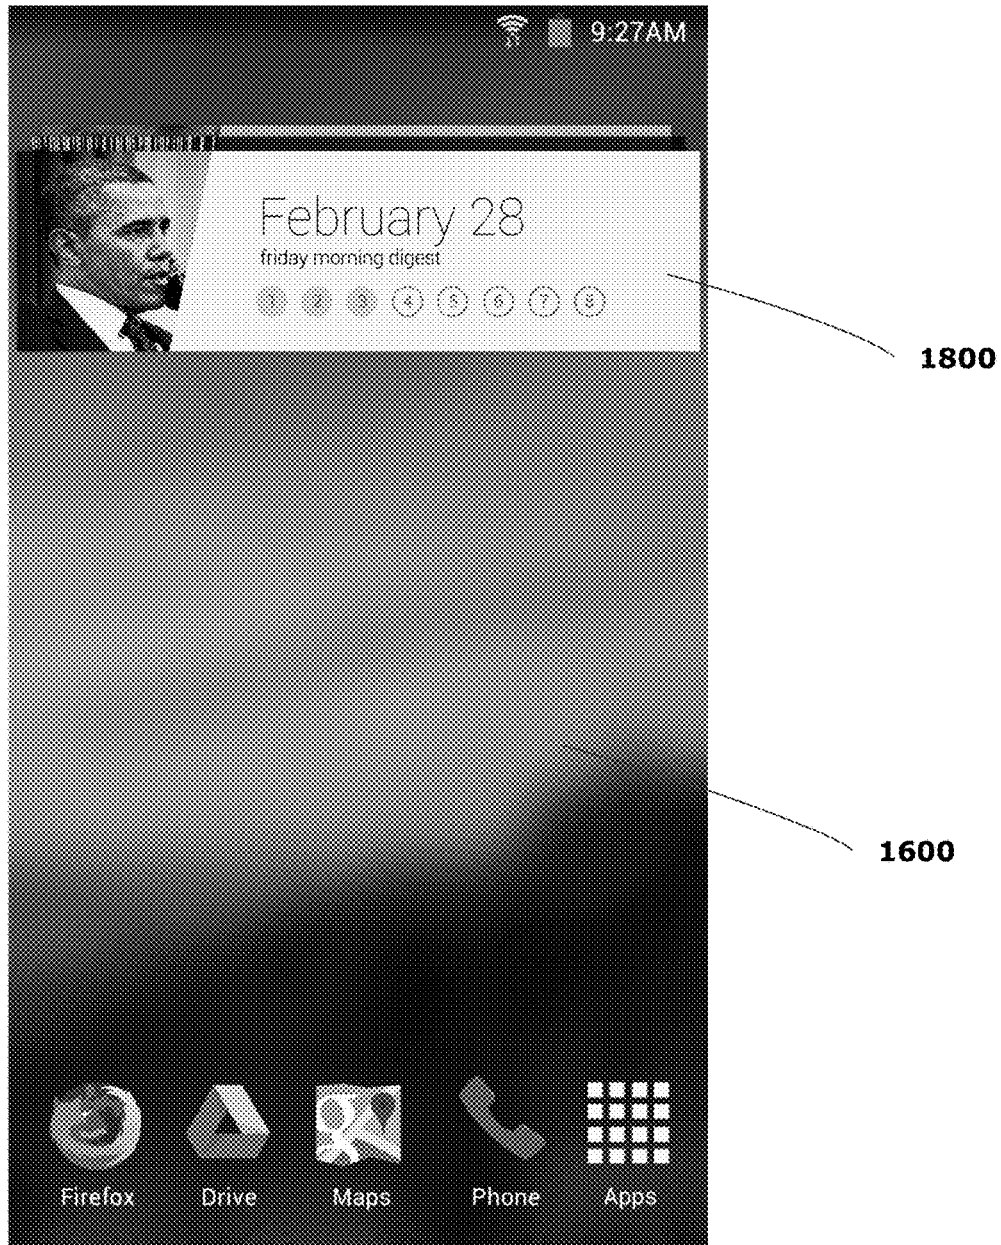 9:27AM
February 28
friday morning digest
1 2 3 4 5 6 7 8
1800
1600
Firefox Drive Maps Phone Apps